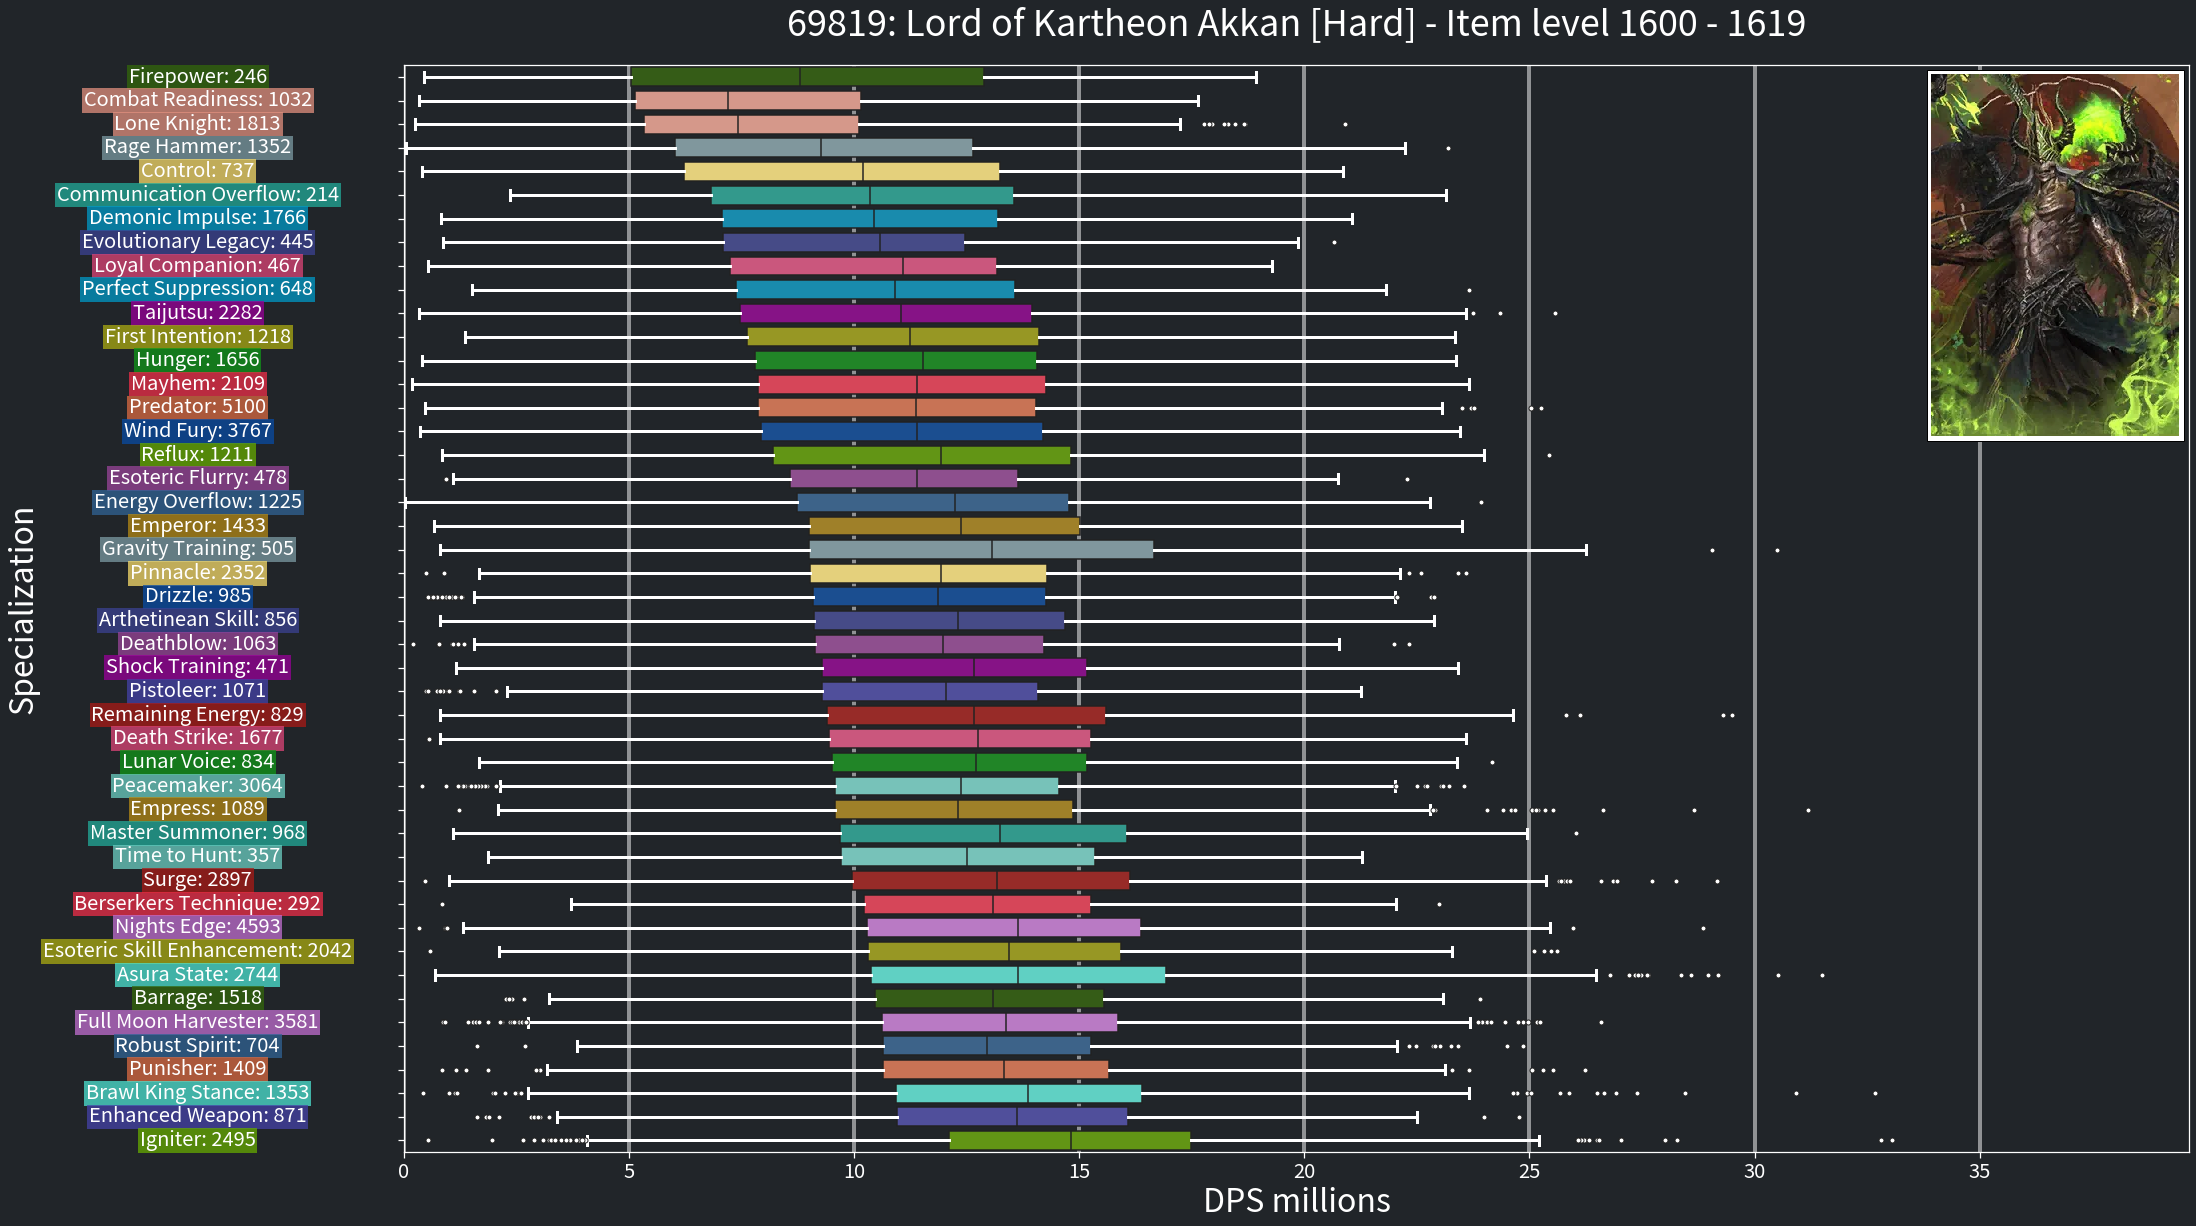 69819: Lord of Kartheon Akkan [Hard] - Item level 1600 - 1619
Specialization
Firepower: 246
Combat Readiness: 1032
Lone Knight: 1813
Rage Hammer: 1352
Control: 737
Communication Overflow: 214
Demonic Impulse: 1766
Evolutionary Legacy: 445
Loyal Companion: 467
Perfect Suppression: 648
Taijutsu: 2282
First Intention: 1218
Hunger: 1656
Mayhem: 2109
Predator: 5100
Wind Fury: 3767
Reflux: 1211
Esoteric Flurry: 478
Energy Overflow: 1225
Emperor: 1433
Gravity Training: 505
Pinnacle: 2352
Drizzle: 985
Arthetinean Skill: 856
Deathblow: 1063
Shock Training: 471
Pistoleer: 1071
Remaining Energy: 829
Death Strike: 1677
Lunar Voice: 834
Peacemaker: 3064
Empress: 1089
Master Summoner: 968
Time to Hunt: 357
Surge: 2897
Berserkers Technique: 292
Nights Edge: 4593
Esoteric Skill Enhancement: 2042
Asura State: 2744
Barrage: 1518
Full Moon Harvester: 3581
Robust Spirit: 704
Punisher: 1409
Brawl King Stance: 1353
Enhanced Weapon: 871
Igniter: 2495
0 5 10 15 20 25 30 35
DPS millions